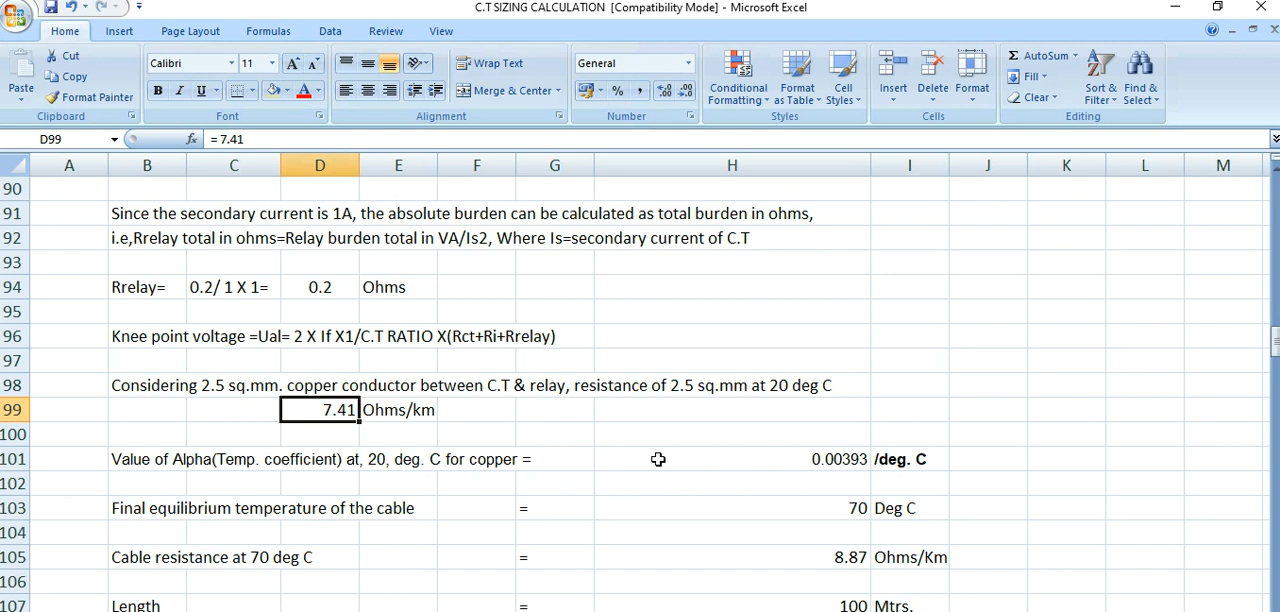 C.T SIZING CALCULATION [Compatibility Mode] - Microsoft Excel
Home Insert Page Layout Formulas Data Review View
Cut
Copy
Format Painter
Paste
Clipboard
Calibri 11
B I U
Font
Wrap Text
Merge & Center
Alignment
General
%
Number
Conditional Formatting
Format as Table
Cell Styles
Styles
Insert Delete Format
Cells
Σ AutoSum
Fill
Clear
Sort & Filter
Find & Select
Editing
D99 fx = 7.41
A B C D E F G H I J K L M
90
91 Since the secondary current is 1A, the absolute burden can be calculated as total burden in ohms,
92 i.e,Rrelay total in ohms=Relay burden total in VA/Is2, Where Is=secondary current of C.T
93
94 Rrelay= 0.2/ 1 X 1= 0.2 Ohms
95
96 Knee point voltage =Ual= 2 X If X1/C.T RATIO X(Rct+Ri+Rrelay)
97
98 Considering 2.5 sq.mm. copper conductor between C.T & relay, resistance of 2.5 sq.mm at 20 deg C
99 7.41 Ohms/km
100
101 Value of Alpha(Temp. coefficient) at, 20, deg. C for copper = 0.00393 /deg. C
102
103 Final equilibrium temperature of the cable = 70 Deg C
104
105 Cable resistance at 70 deg C = 8.87 Ohms/Km
106
107 Length 100 Mtrs.